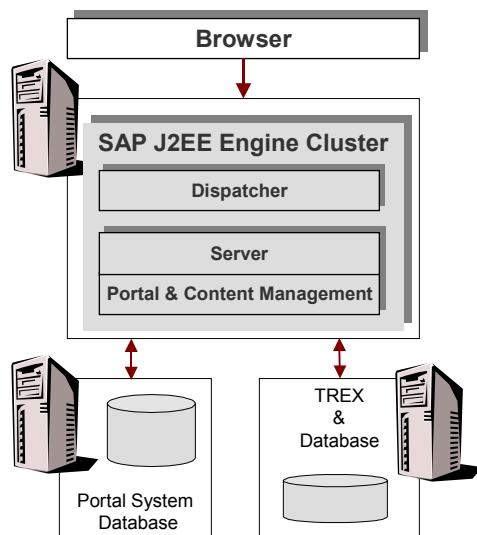 Browser
SAP J2EE Engine Cluster
Dispatcher
Server
Portal & Content Management
Portal System
Database
TREX
&
Database